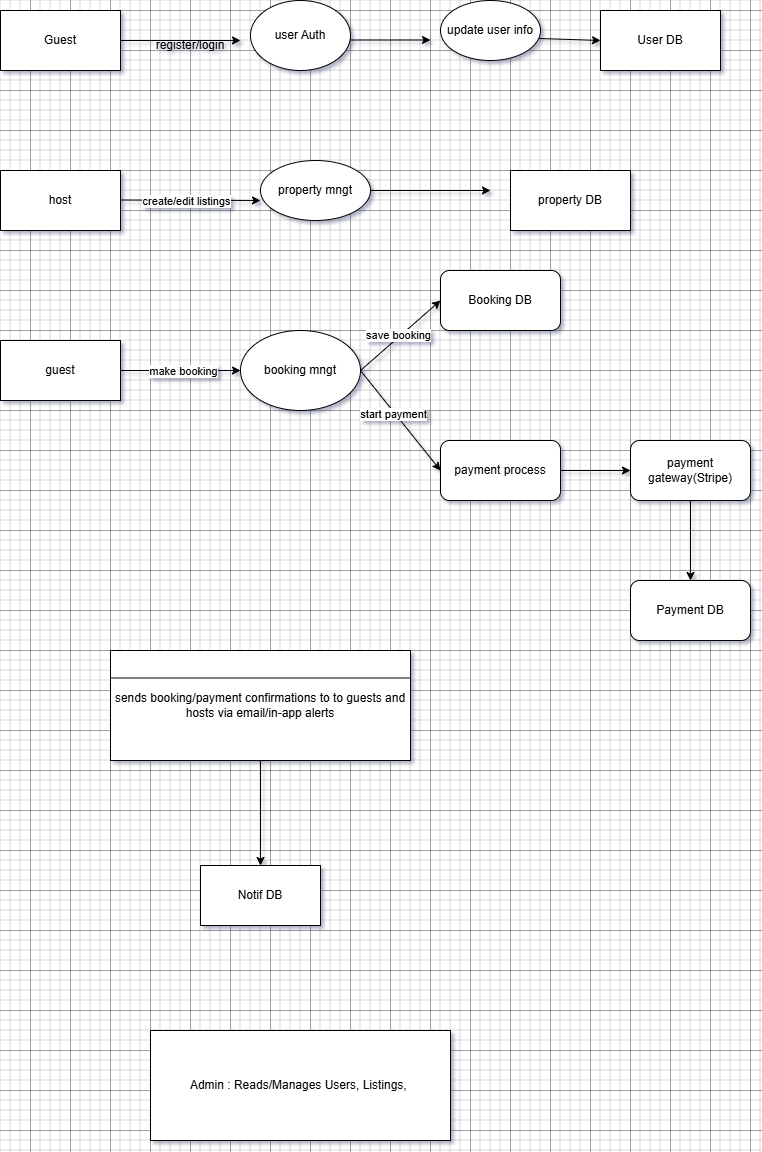 Guest
register/login
user Auth
update user info
User DB
host
create/edit listings
property mngt
property DB
Booking DB
save booking
guest
make booking
booking mngt
start payment
payment process
payment
gateway(Stripe)
Payment DB
sends booking/payment confirmations to to guests and
hosts via email/in-app alerts
Notif DB
Admin : Reads/Manages Users, Listings,